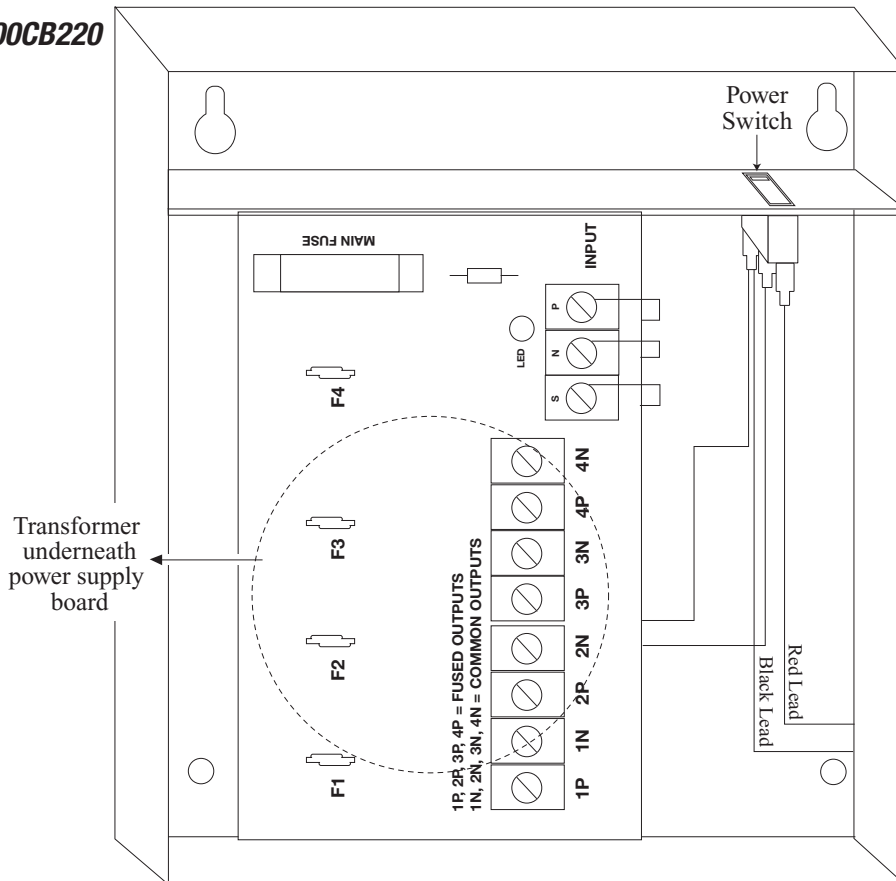 00CB220
Power
Switch
MAIN FUSE
INPUT
P
N
S
LED
F4
F3
F2
F1
4N
4P
3N
3P
2N
2P
1N
1P
1P, 2P, 3P, 4P = FUSED OUTPUTS
1N, 2N, 3N, 4N = COMMON OUTPUTS
Transformer
underneath
power supply
board
Red Lead
Black Lead